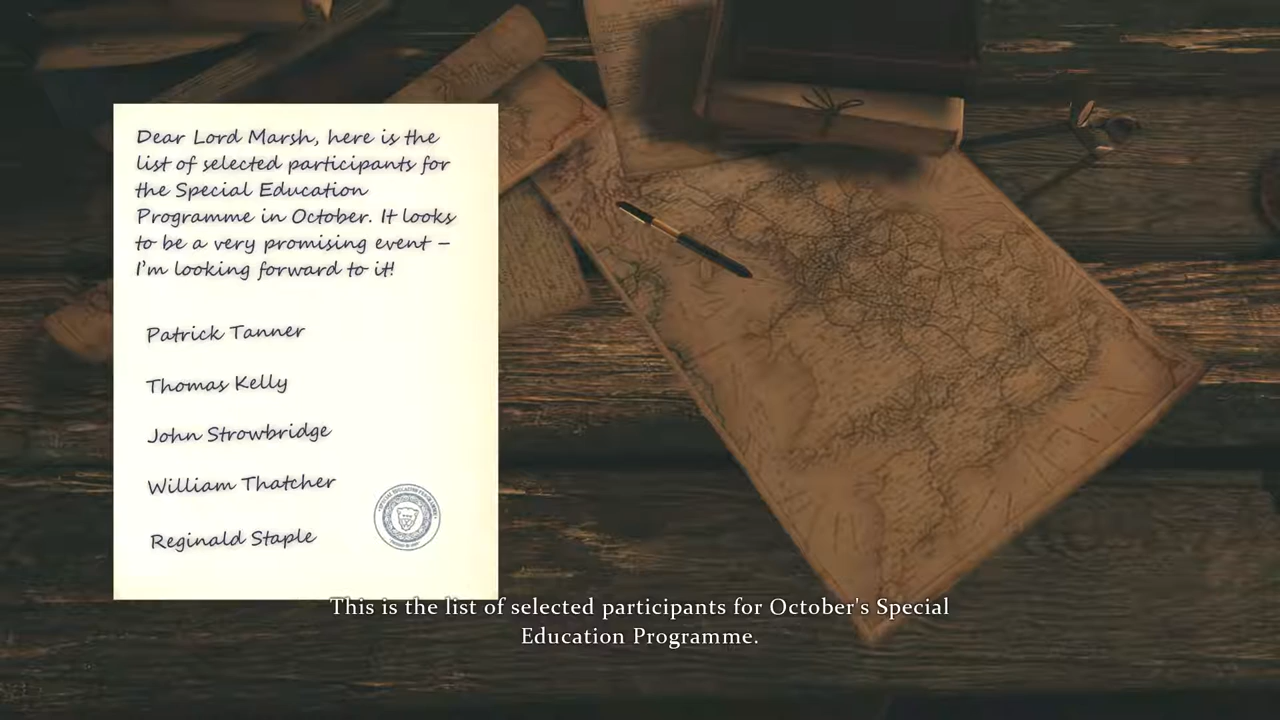 Dear Lord Marsh, here is the
list of selected participants for
the Special Education
Programme in October. It looks
to be a very promising event –
I'm looking forward to it!
Patrick Tanner
Thomas Kelly
John Strowbridge
William Thatcher
Reginald Staple
This is the list of selected participants for October's Special
Education Programme.